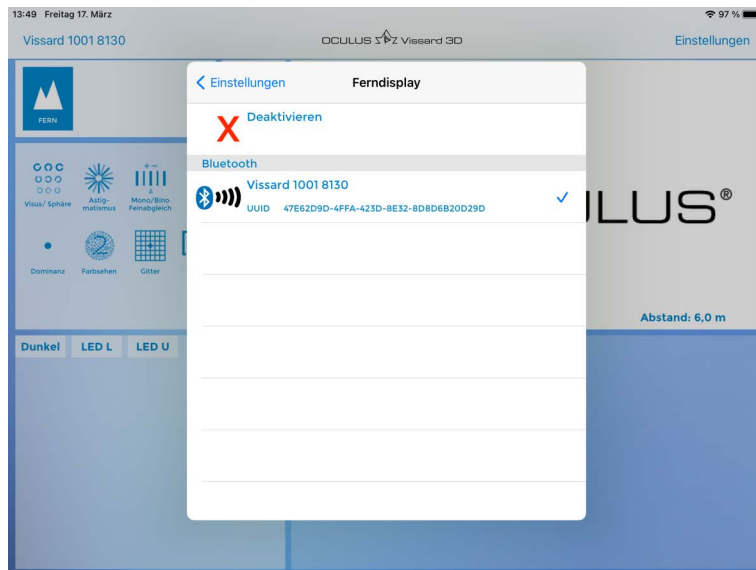 13:49 Freitag 17. März
97 %
Vissard 1001 8130
OCULUS SZ Vissard 3D
Einstellungen
Einstellungen
Ferndisplay
Deaktivieren
Bluetooth
Vissard 1001 8130
UUID 47E62D9D-4FFA-423D-8E32-8D8D6B20D29D
FERN
Visus/ Sphäre
Astig-
matismus
Mono/Bino
Feinabgleich
Dominanz
Farbsehen
Gitter
LUS®
Abstand: 6,0 m
Dunkel
LED L
LED U